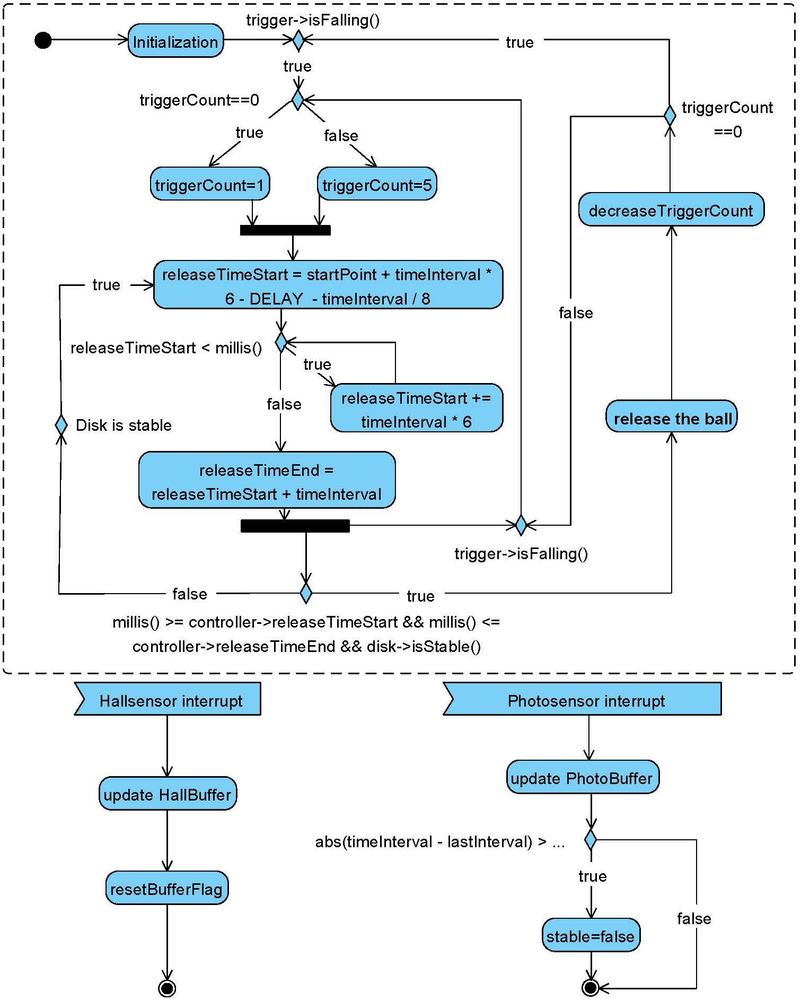 trigger->isFalling()
Initialization
true
true
triggerCount==0
triggerCount
==0
true
false
triggerCount=1
triggerCount=5
decreaseTriggerCount
releaseTimeStart = startPoint + timeInterval *
6 - DELAY - timeInterval / 8
true
false
releaseTimeStart < millis()
true
false
releaseTimeStart +=
timeInterval * 6
release the ball
Disk is stable
releaseTimeEnd =
releaseTimeStart + timeInterval
trigger->isFalling()
false
true
millis() >= controller->releaseTimeStart && millis() <=
controller->releaseTimeEnd && disk->isStable()
Hallsensor interrupt
Photosensor interrupt
update HallBuffer
update PhotoBuffer
abs(timeInterval - lastInterval) > ...
true
resetBufferFlag
false
stable=false